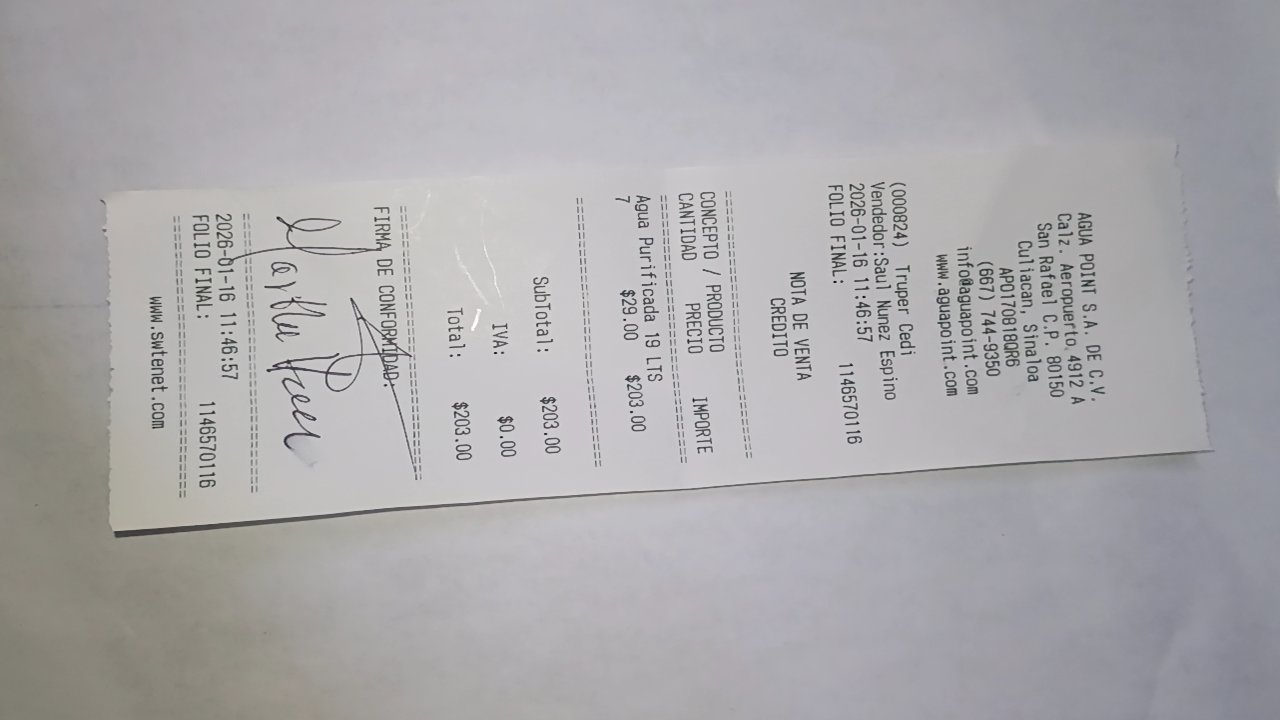 AGUA POINT S.A. DE C.V.
Calz. Aeropuerto 4912 A
San Rafael C.P. 80150
Culiacan, Sinaloa
APO170818QR6
(667) 744-9350
info@aguapoint.com
www.aguapoint.com
(000824) Truper Cedi
Vendedor:Saul Nunez Espino
2026-01-16 11:46:57
FOLIO FINAL: 1146570116
NOTA DE VENTA
CREDITO
==============================
CONCEPTO / PRODUCTO
CANTIDAD PRECIO IMPORTE
==============================
Agua Purificada 19 LTS
7 $29.00 $203.00
==============================
SubTotal: $203.00
IVA: $0.00
Total: $203.00
==============================
FIRMA DE CONFORMIDAD:
==============================
2026-01-16 11:46:57
FOLIO FINAL: 1146570116
==============================
www.swtenet.com